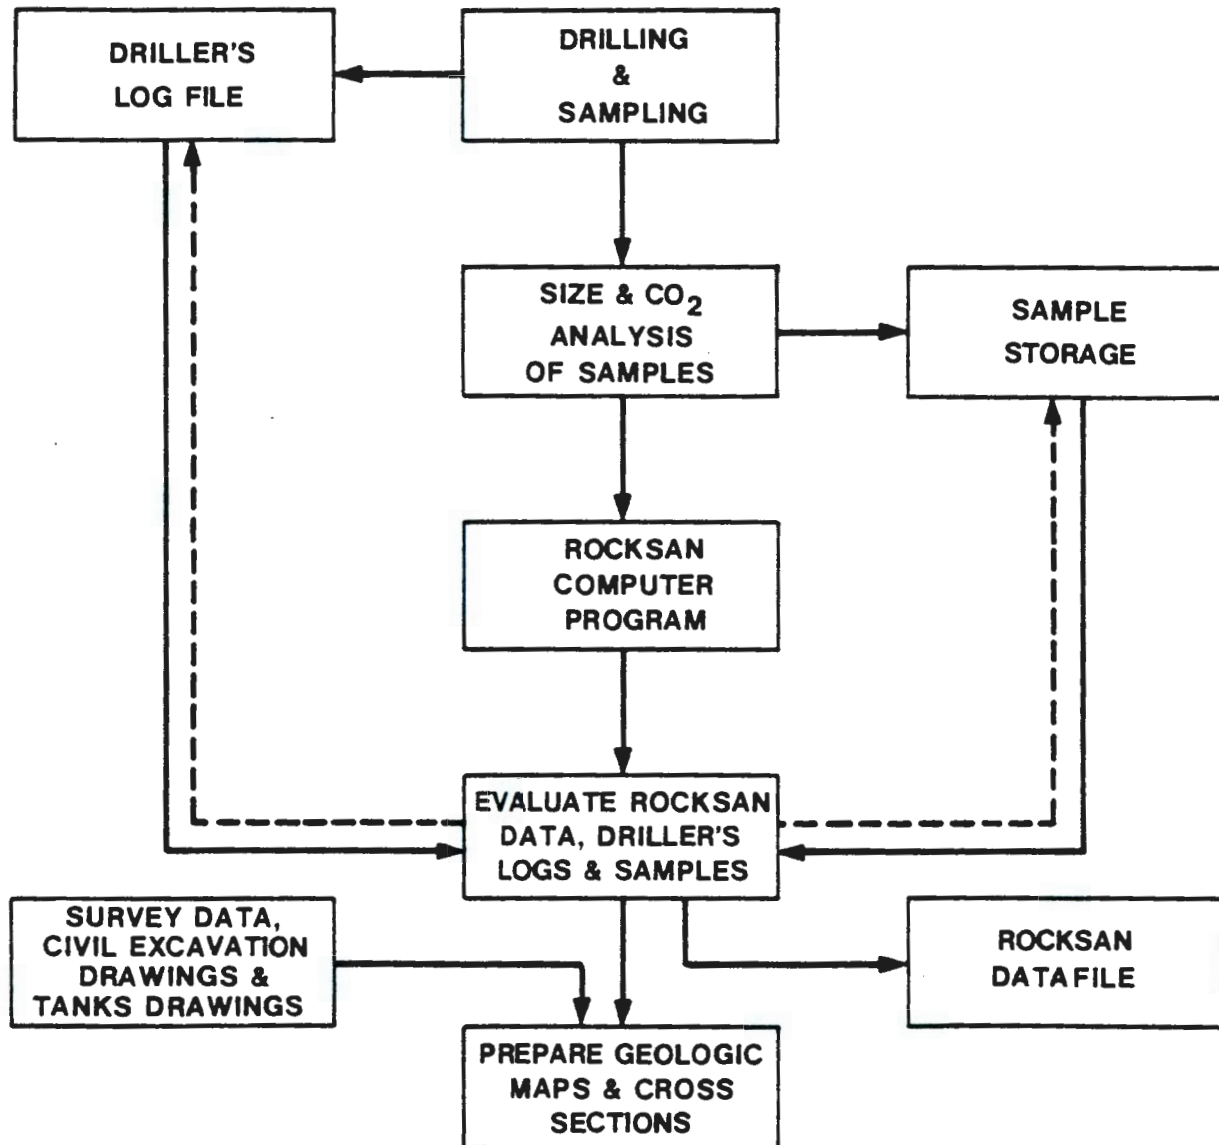 DRILLER'S
LOG FILE
DRILLING
&
SAMPLING
SIZE & CO2
ANALYSIS
OF SAMPLES
SAMPLE
STORAGE
ROCKSAN
COMPUTER
PROGRAM
EVALUATE ROCKSAN
DATA, DRILLER'S
LOGS & SAMPLES
SURVEY DATA,
CIVIL EXCAVATION
DRAWINGS &
TANKS DRAWINGS
ROCKSAN
DATAFILE
PREPARE GEOLOGIC
MAPS & CROSS
SECTIONS